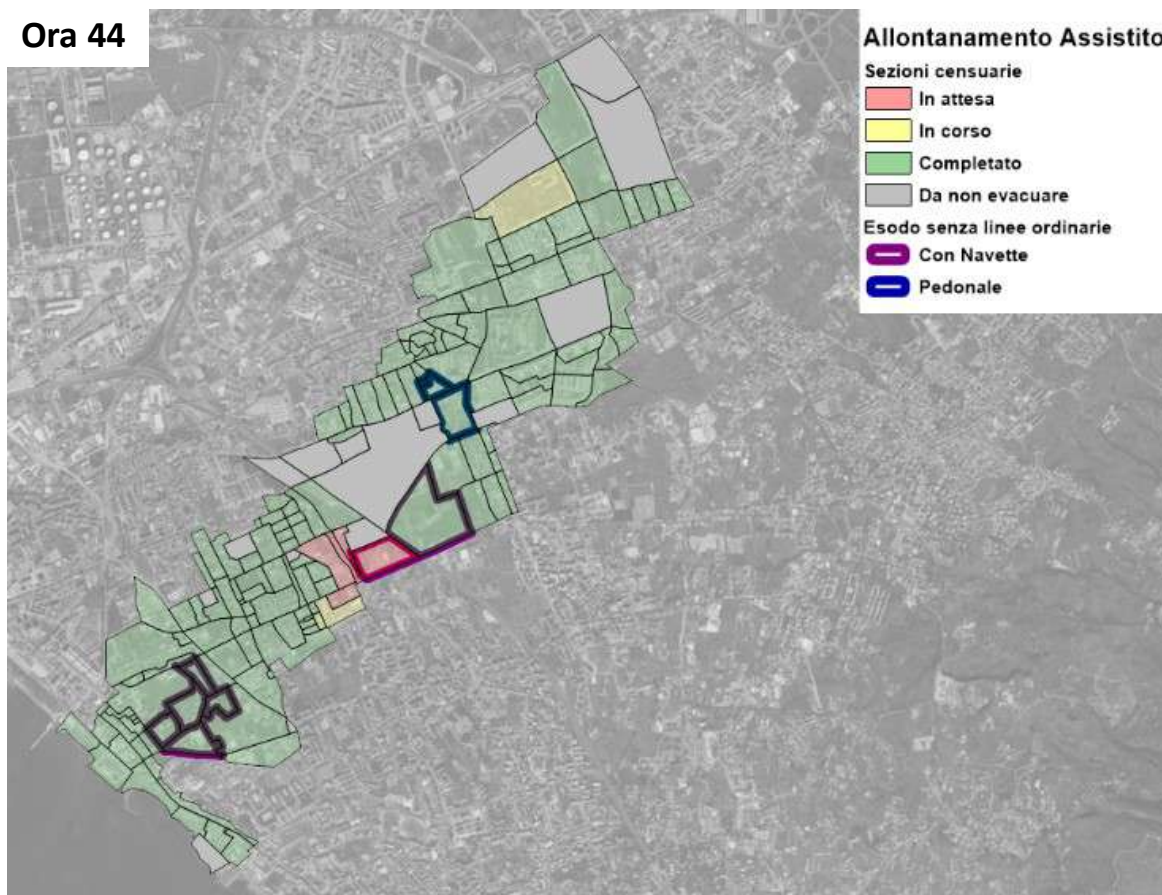 Ora 44
Allontanamento Assistito
Sezioni censuarie
In attesa
In corso
Completato
Da non evacuare
Esodo senza linee ordinarie
Con Navette
Pedonale